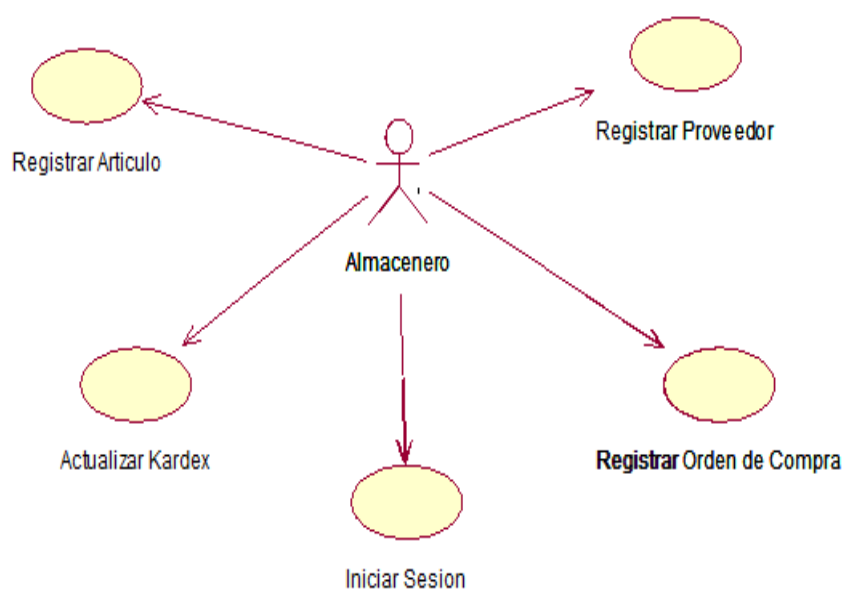 Registrar Proveedor
Registrar Articulo
Almacenero
Actualizar Kardex
Registrar Orden de Compra
Iniciar Sesion